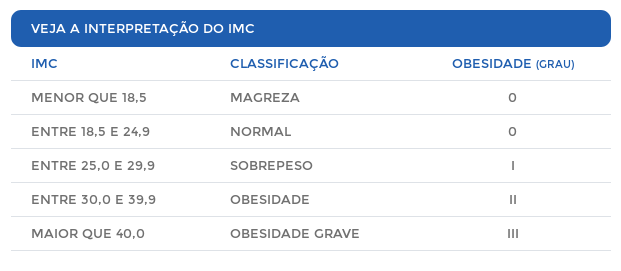 VEJA A INTERPRETAÇÃO DO IMC
IMC CLASSIFICAÇÃO OBESIDADE (GRAU)
MENOR QUE 18,5 MAGREZA 0
ENTRE 18,5 E 24,9 NORMAL 0
ENTRE 25,0 E 29,9 SOBREPESO I
ENTRE 30,0 E 39,9 OBESIDADE II
MAIOR QUE 40,0 OBESIDADE GRAVE III